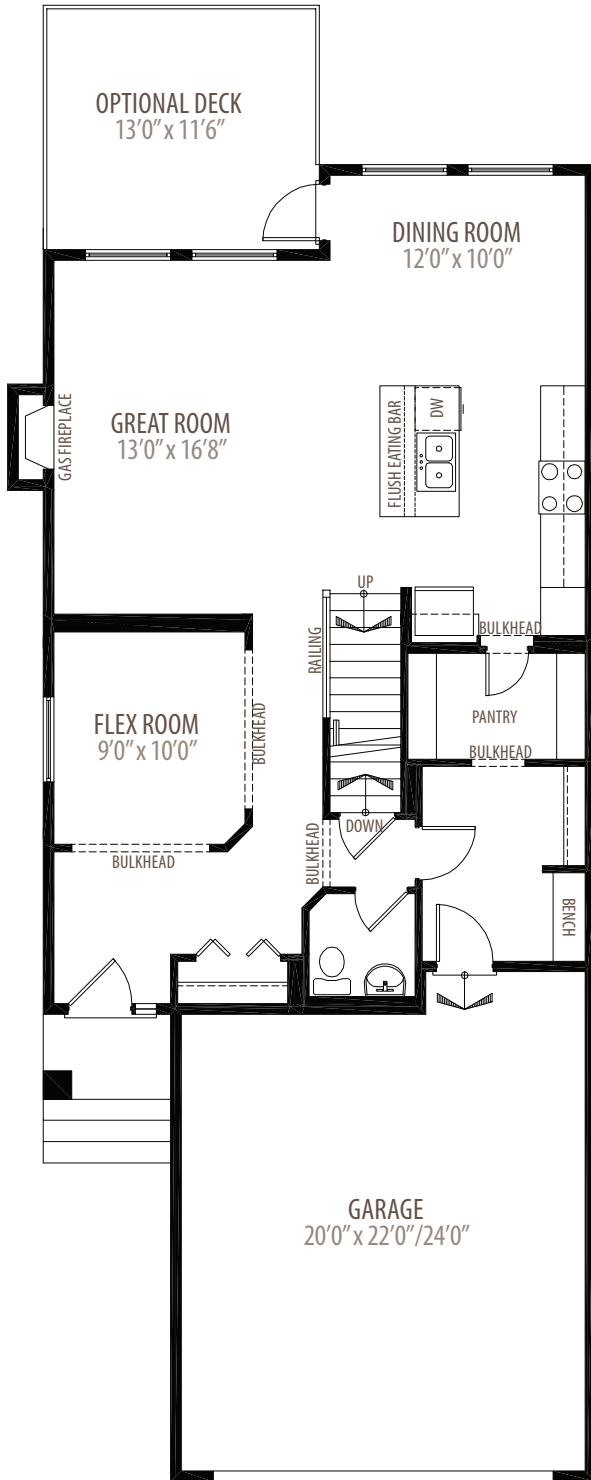 OPTIONAL DECK
13’0” x 11’6”
DINING ROOM
12’0” x 10’0”
GREAT ROOM
13’0” x 16’8”
GAS FIREPLACE
FLUSH EATING BAR
DW
UP
RAILING
BULKHEAD
PANTRY
BULKHEAD
FLEX ROOM
9’0” x 10’0”
BULKHEAD
BULKHEAD
BULKHEAD
DOWN
BENCH
GARAGE
20’0” x 22’0”/24’0”